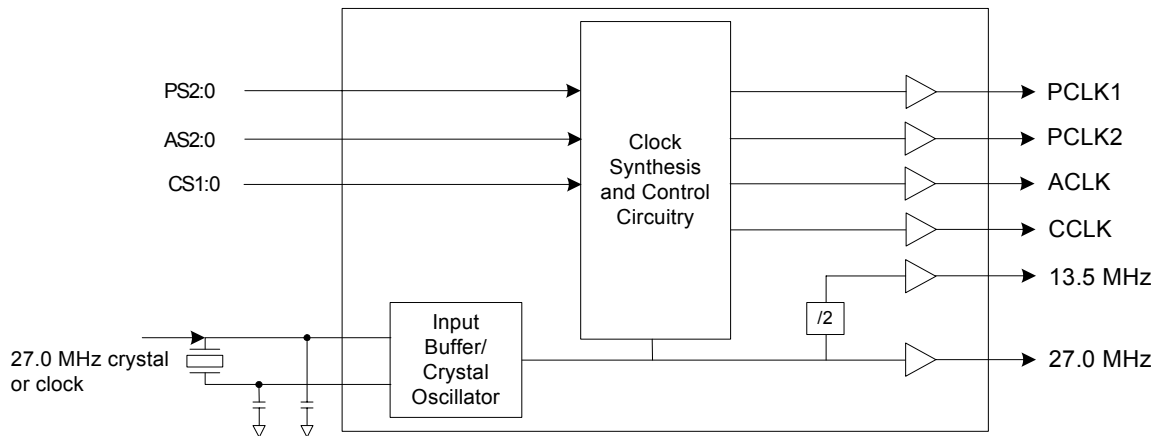 PS2:0
AS2:0
CS1:0
Clock
Synthesis
and Control
Circuitry
PCLK1
PCLK2
ACLK
CCLK
13.5 MHz
/2
27.0 MHz
Input
Buffer/
Crystal
Oscillator
27.0 MHz crystal
or clock